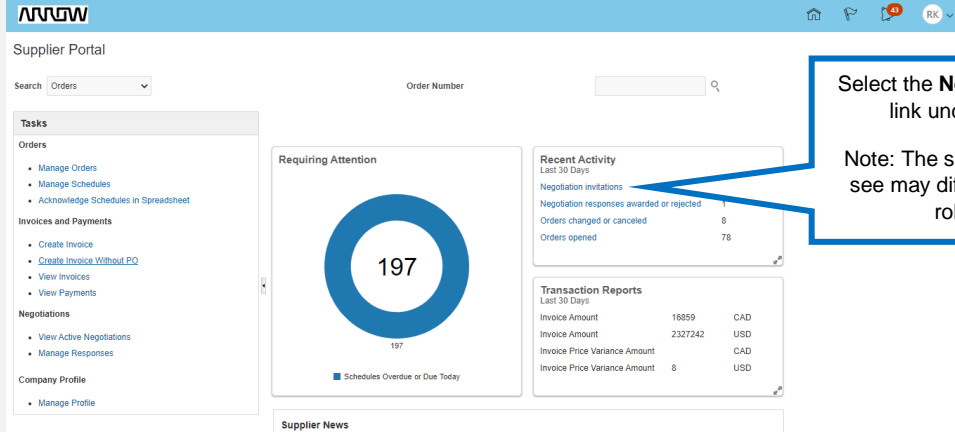 ARROW
43
RK
Supplier Portal
Search Orders
Order Number
Tasks
Orders
Manage Orders
Manage Schedules
Acknowledge Schedules in Spreadsheet
Invoices and Payments
Create Invoice
Create Invoice Without PO
View Invoices
View Payments
Negotiations
View Active Negotiations
Manage Responses
Company Profile
Manage Profile
Requiring Attention
197
197
Schedules Overdue or Due Today
Recent Activity
Last 30 Days
Negotiation invitations
Negotiation responses awarded or rejected 1
Orders changed or canceled 8
Orders opened 78
Transaction Reports
Last 30 Days
Invoice Amount 16859 CAD
Invoice Amount 2327242 USD
Invoice Price Variance Amount CAD
Invoice Price Variance Amount 8 USD
Supplier News
Select the
link
Note: The
see may